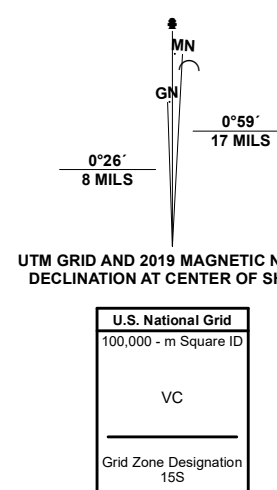 MN
GN
0°59´
17 MILS
0°26´
8 MILS
UTM GRID AND 2019 MAGNETIC N
DECLINATION AT CENTER OF SH
U.S. National Grid
100,000 - m Square ID
VC
Grid Zone Designation
15S